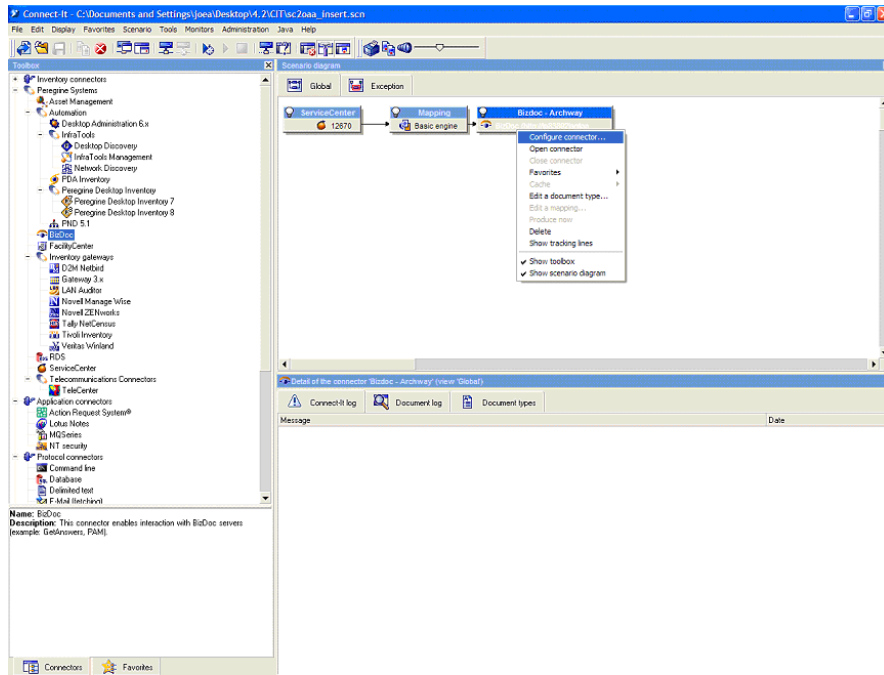 Connect-It - C:\Documents and Settings\joea\Desktop\4.2\CIT\sc2oaa_insert.scn
File Edit Display Favorites Scenario Tools Monitors Administration Java Help
Toolbox
Inventory connectors
Peregrine Systems
Asset Management
Automation
Desktop Administration 6.x
InfraTools
Desktop Discovery
InfraTools Management
Network Discovery
PDA Inventory
Peregrine Desktop Inventory
Peregrine Desktop Inventory 7
Peregrine Desktop Inventory 8
PND 5.1
BizDoc
FacilityCenter
Inventory gateways
D2M Netbird
Gateway 3.x
LAN Auditor
Novell Manage Wise
Novell ZENworks
Tally NetCensus
Tivoli Inventory
Veritas Winland
RDS
ServiceCenter
Telecommunications Connectors
TeleCenter
Application connectors
Action Request System®
Lotus Notes
MQSeries
NT security
Protocol connectors
Command line
Database
Delimited text
E-Mail (fetching)
Name: BizDoc
Description: This connector enables interaction with BizDoc servers
(example: GetAnswers, PAM).
Connectors Favorites
Scenario diagram
Global Exception
ServiceCenter Mapping Bizdoc - Archway
12670 Basic engine
Configure connector...
Open connector
Close connector
Favorites
Cache
Edit a document type...
Edit a mapping...
Produce now
Delete
Show tracking lines
Show toolbox
Show scenario diagram
Detail of the connector 'Bizdoc - Archway' (view 'Global')
Connect-It log Document log Document types
Message Date